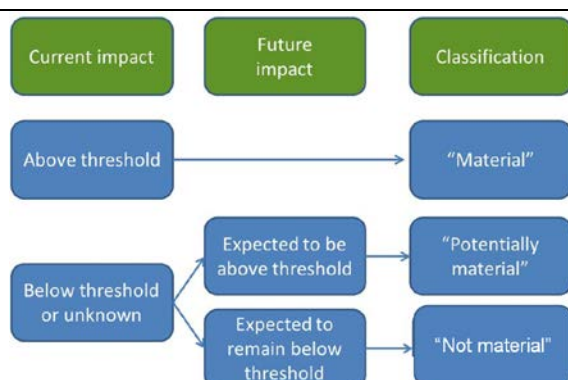 Current impact
Future
impact
Classification
Above threshold
“Material”
Below threshold
or unknown
Expected to be
above threshold
“Potentially
material”
Expected to
remain below
threshold
“Not material”